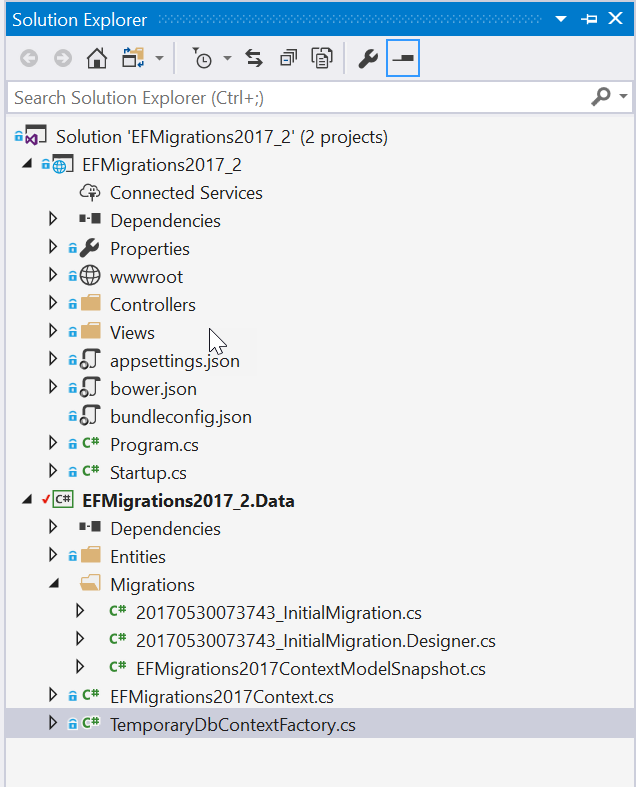 Solution Explorer
Search Solution Explorer (Ctrl+;)
Solution 'EFMigrations2017_2' (2 projects)
EFMigrations2017_2
Connected Services
Dependencies
Properties
wwwroot
Controllers
Views
appsettings.json
bower.json
bundleconfig.json
C# Program.cs
C# Startup.cs
C# EFMigrations2017_2.Data
Dependencies
Entities
Migrations
C# 20170530073743_InitialMigration.cs
C# 20170530073743_InitialMigration.Designer.cs
C# EFMigrations2017ContextModelSnapshot.cs
C# EFMigrations2017Context.cs
C# TemporaryDbContextFactory.cs